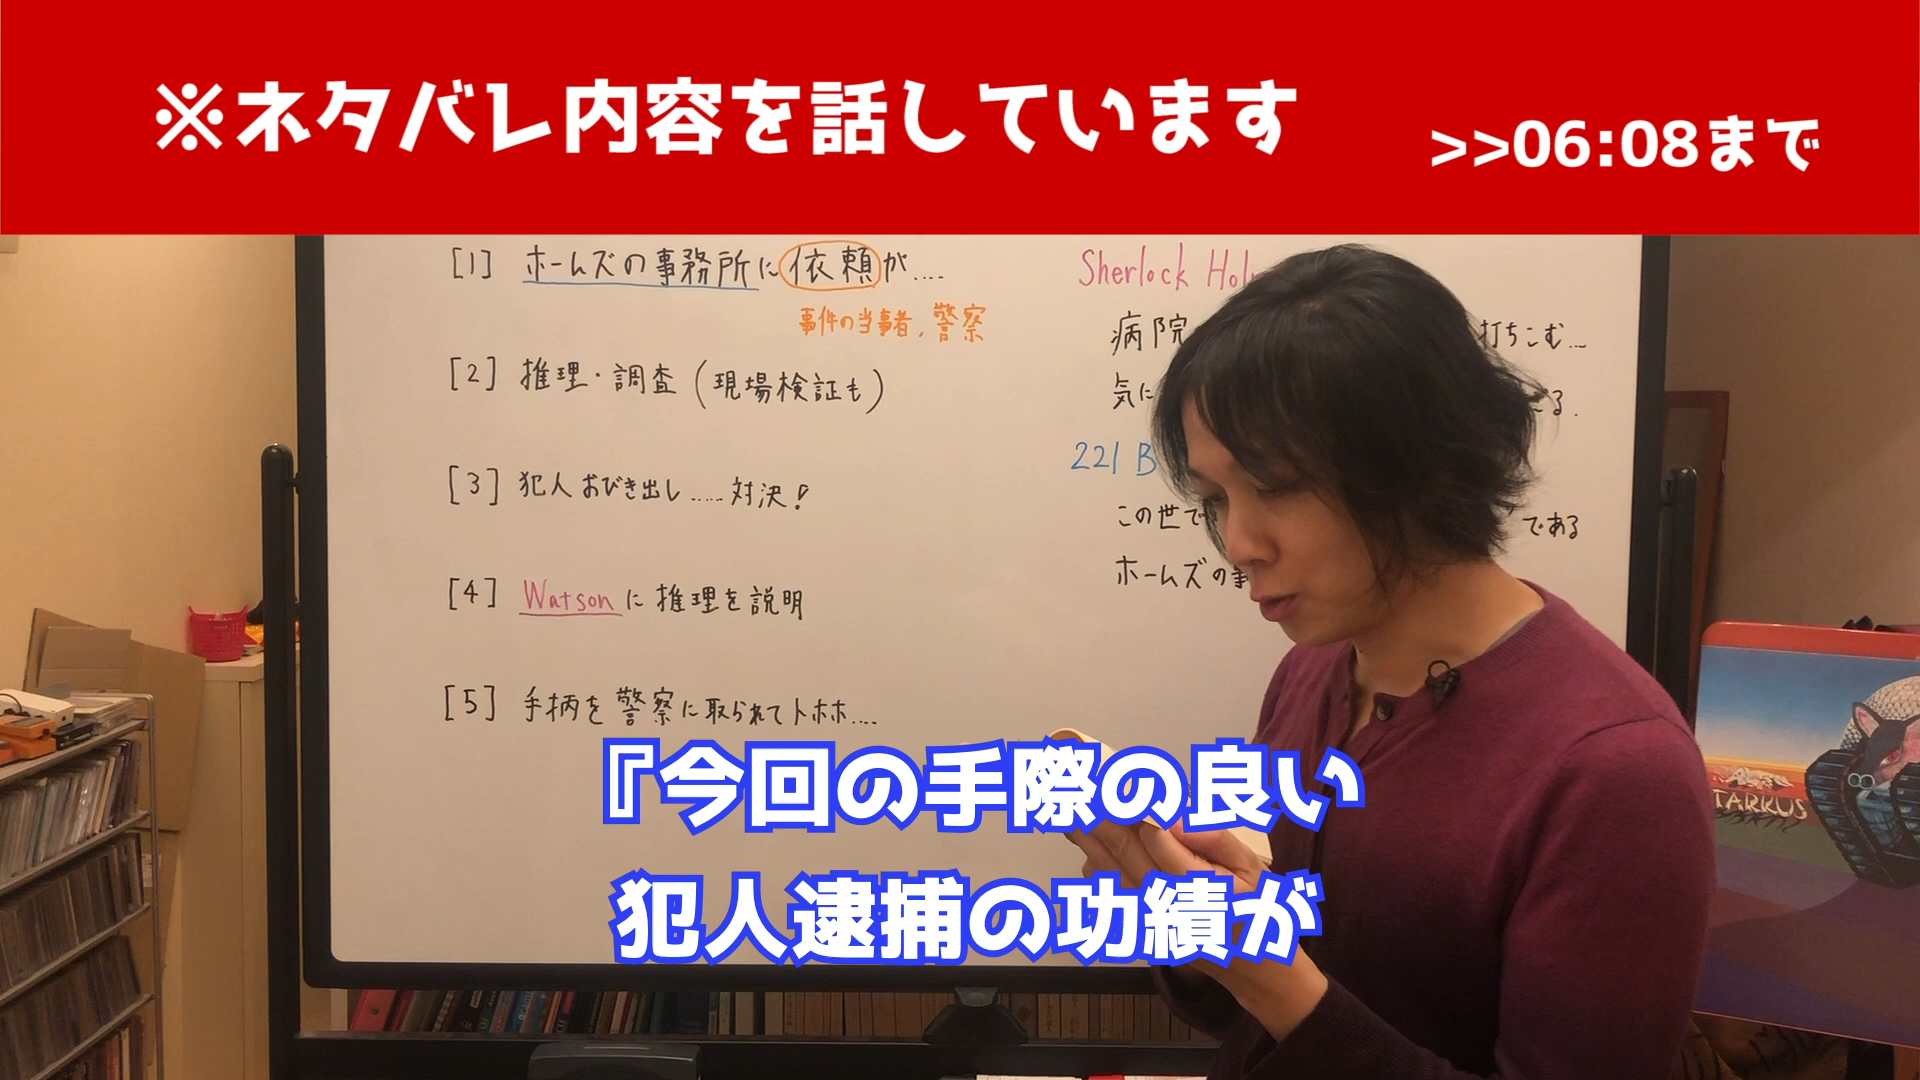 ※ネタバレ内容を話しています
>>06:08まで
[1] ホームズの事務所に依頼が....
事件の当事者, 警察
[2] 推理・調査 (現場検証も)
[3] 犯人おびき出し......対決!
[4] Watsonに推理を説明
[5] 手柄を警察に取られてトホホ....
Sherlock Hol
病院
打ちこむ...
気に
る.
221 B
この世で
である
ホームズの事
『今回の手際の良い
犯人逮捕の功績が
TARKUS